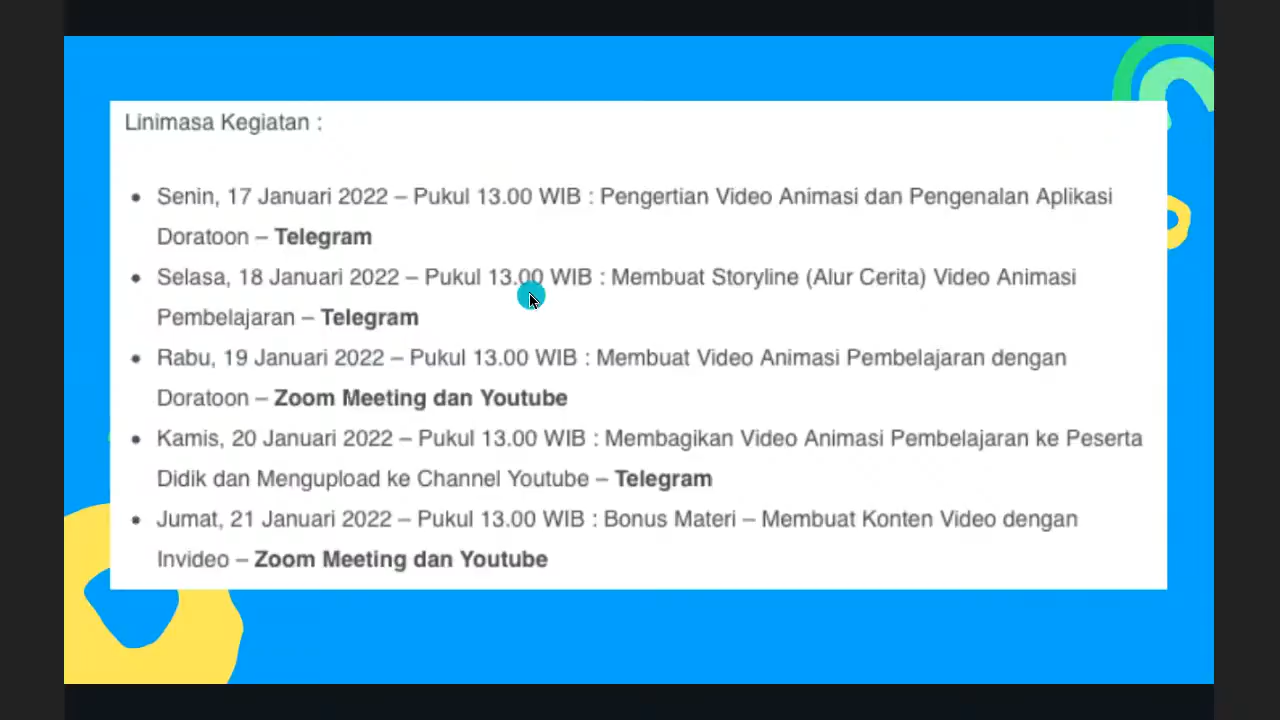 Linimasa Kegiatan :
Senin, 17 Januari 2022 – Pukul 13.00 WIB : Pengertian Video Animasi dan Pengenalan Aplikasi
Doratoon – Telegram
Selasa, 18 Januari 2022 – Pukul 13.00 WIB : Membuat Storyline (Alur Cerita) Video Animasi
Pembelajaran – Telegram
Rabu, 19 Januari 2022 – Pukul 13.00 WIB : Membuat Video Animasi Pembelajaran dengan
Doratoon – Zoom Meeting dan Youtube
Kamis, 20 Januari 2022 – Pukul 13.00 WIB : Membagikan Video Animasi Pembelajaran ke Peserta
Didik dan Mengupload ke Channel Youtube – Telegram
Jumat, 21 Januari 2022 – Pukul 13.00 WIB : Bonus Materi – Membuat Konten Video dengan
Invideo – Zoom Meeting dan Youtube